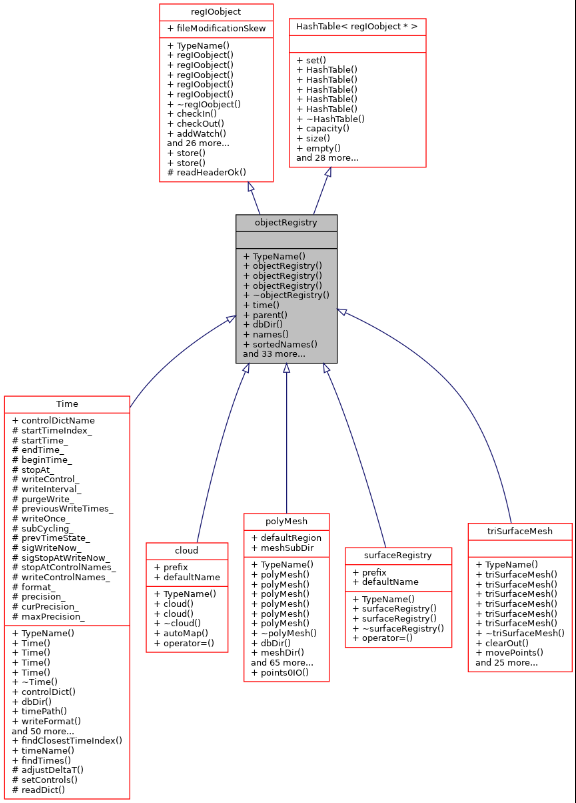 regIOobject
+ fileModificationSkew
+ TypeName()
+ regIOobject()
+ regIOobject()
+ regIOobject()
+ regIOobject()
+ regIOobject()
+ ~regIOobject()
+ checkIn()
+ checkOut()
+ addWatch()
and 26 more...
+ store()
+ store()
# readHeaderOk()
HashTable< regIOobject * >
+ set()
+ HashTable()
+ HashTable()
+ HashTable()
+ HashTable()
+ HashTable()
+ ~HashTable()
+ capacity()
+ size()
+ empty()
and 28 more...
objectRegistry
+ TypeName()
+ objectRegistry()
+ objectRegistry()
+ objectRegistry()
+ ~objectRegistry()
+ time()
+ parent()
+ dbDir()
+ names()
+ sortedNames()
and 33 more...
Time
+ controlDictName
# startTimeIndex_
# startTime_
# endTime_
# beginTime_
# stopAt_
# writeControl_
# writeInterval_
# purgeWrite_
# previousWriteTimes_
# writeOnce_
# subCycling_
# prevTimeState_
# sigWriteNow_
# sigStopAtWriteNow_
# stopAtControlNames_
# writeControlNames_
# format_
# precision_
# curPrecision_
# maxPrecision_
+ TypeName()
+ Time()
+ Time()
+ Time()
+ Time()
+ ~Time()
+ controlDict()
+ dbDir()
+ timePath()
+ writeFormat()
and 50 more...
+ findClosestTimeIndex()
+ timeName()
+ findTimes()
# adjustDeltaT()
# setControls()
# readDict()
cloud
+ prefix
+ defaultName
+ TypeName()
+ cloud()
+ cloud()
+ ~cloud()
+ autoMap()
+ operator=()
polyMesh
+ defaultRegion
+ meshSubDir
+ TypeName()
+ polyMesh()
+ polyMesh()
+ polyMesh()
+ polyMesh()
+ polyMesh()
+ polyMesh()
+ ~polyMesh()
+ dbDir()
+ meshDir()
and 65 more...
+ points0IO()
surfaceRegistry
+ prefix
+ defaultName
+ TypeName()
+ surfaceRegistry()
+ surfaceRegistry()
+ ~surfaceRegistry()
+ operator=()
triSurfaceMesh
+ TypeName()
+ triSurfaceMesh()
+ triSurfaceMesh()
+ triSurfaceMesh()
+ triSurfaceMesh()
+ triSurfaceMesh()
+ triSurfaceMesh()
+ ~triSurfaceMesh()
+ clearOut()
+ movePoints()
and 25 more...